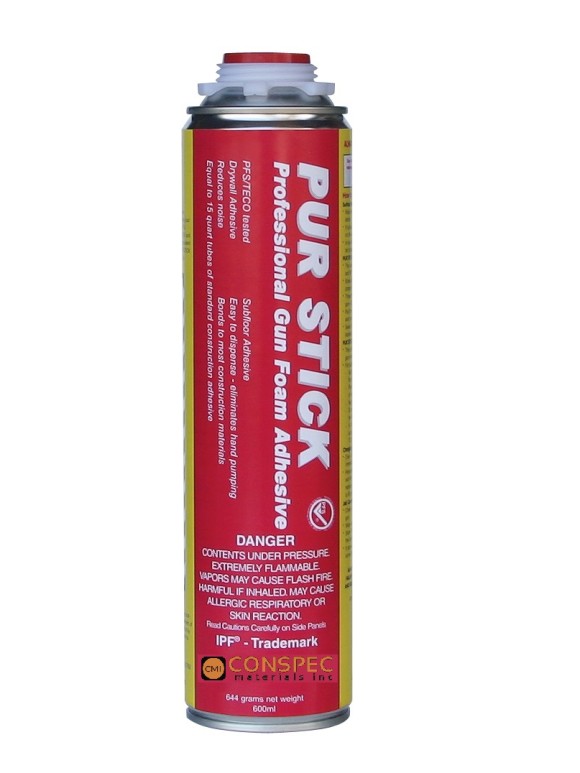 PUR STICK
Professional Gun Foam Adhesive
Subfloor Adhesive
Easy to dispense - eliminates hand pumping
Bonds to most construction materials
PFS/TECO tested
Drywall Adhesive
Reduces noise
Equal to 15 quart tubes of standard construction adhesive
DANGER
CONTENTS UNDER PRESSURE.
EXTREMELY FLAMMABLE.
VAPORS MAY CAUSE FLASH FIRE.
HARMFUL IF INHALED. MAY CAUSE
ALLERGIC RESPIRATORY OR
SKIN REACTION.
Read Cautions Carefully on Side Panels
IPF® - Trademark
CMI CONSPEC
materials inc
644 grams net weight
600ml